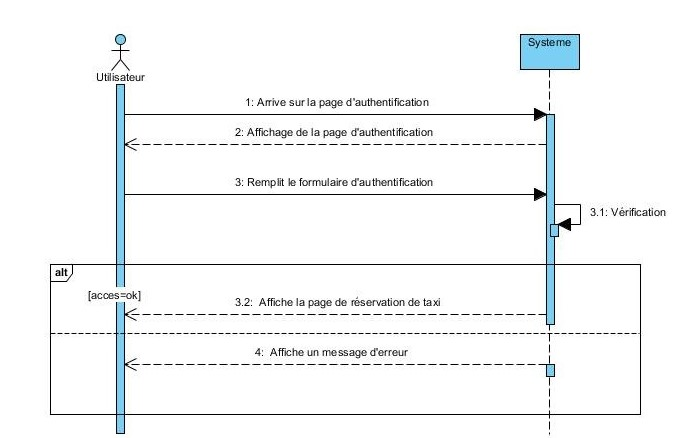 Systeme
Utilisateur
1: Arrive sur la page d'authentification
2: Affichage de la page d'authentification
3: Remplit le formulaire d'authentification
3.1: Vérification
alt
[acces=ok]
3.2: Affiche la page de réservation de taxi
4: Affiche un message d'erreur